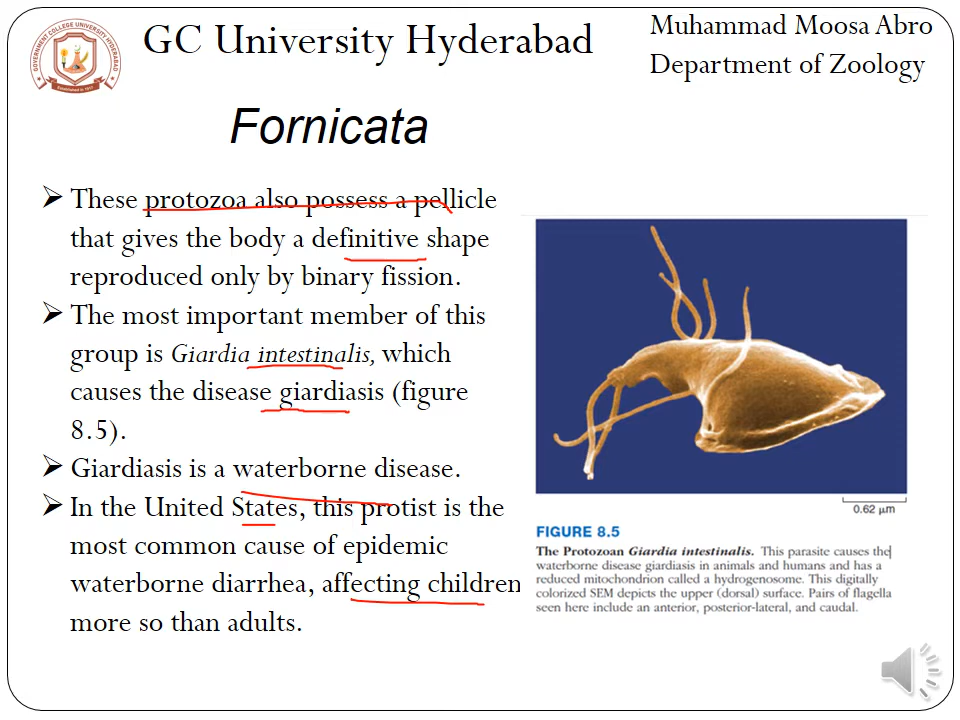 GC University Hyderabad
Muhammad Moosa Abro
Department of Zoology
GOVERNMENT COLLEGE UNIVERSITY HYDERABAD
Fornicata
➢ These protozoa also possess a pellicle
that gives the body a definitive shape
reproduced only by binary fission.
➢ The most important member of this
group is Giardia intestinalis, which
causes the disease giardiasis (figure
8.5).
➢ Giardiasis is a waterborne disease.
➢ In the United States, this protist is the
most common cause of epidemic
waterborne diarrhea, affecting children
more so than adults.
0.62 μm
FIGURE 8.5
The Protozoan Giardia intestinalis. This parasite causes the
waterborne disease giardiasis in animals and humans and has a
reduced mitochondrion called a hydrogenosome. This digitally
colorized SEM depicts the upper (dorsal) surface. Pairs of flagella
seen here include an anterior, posterior-lateral, and caudal.